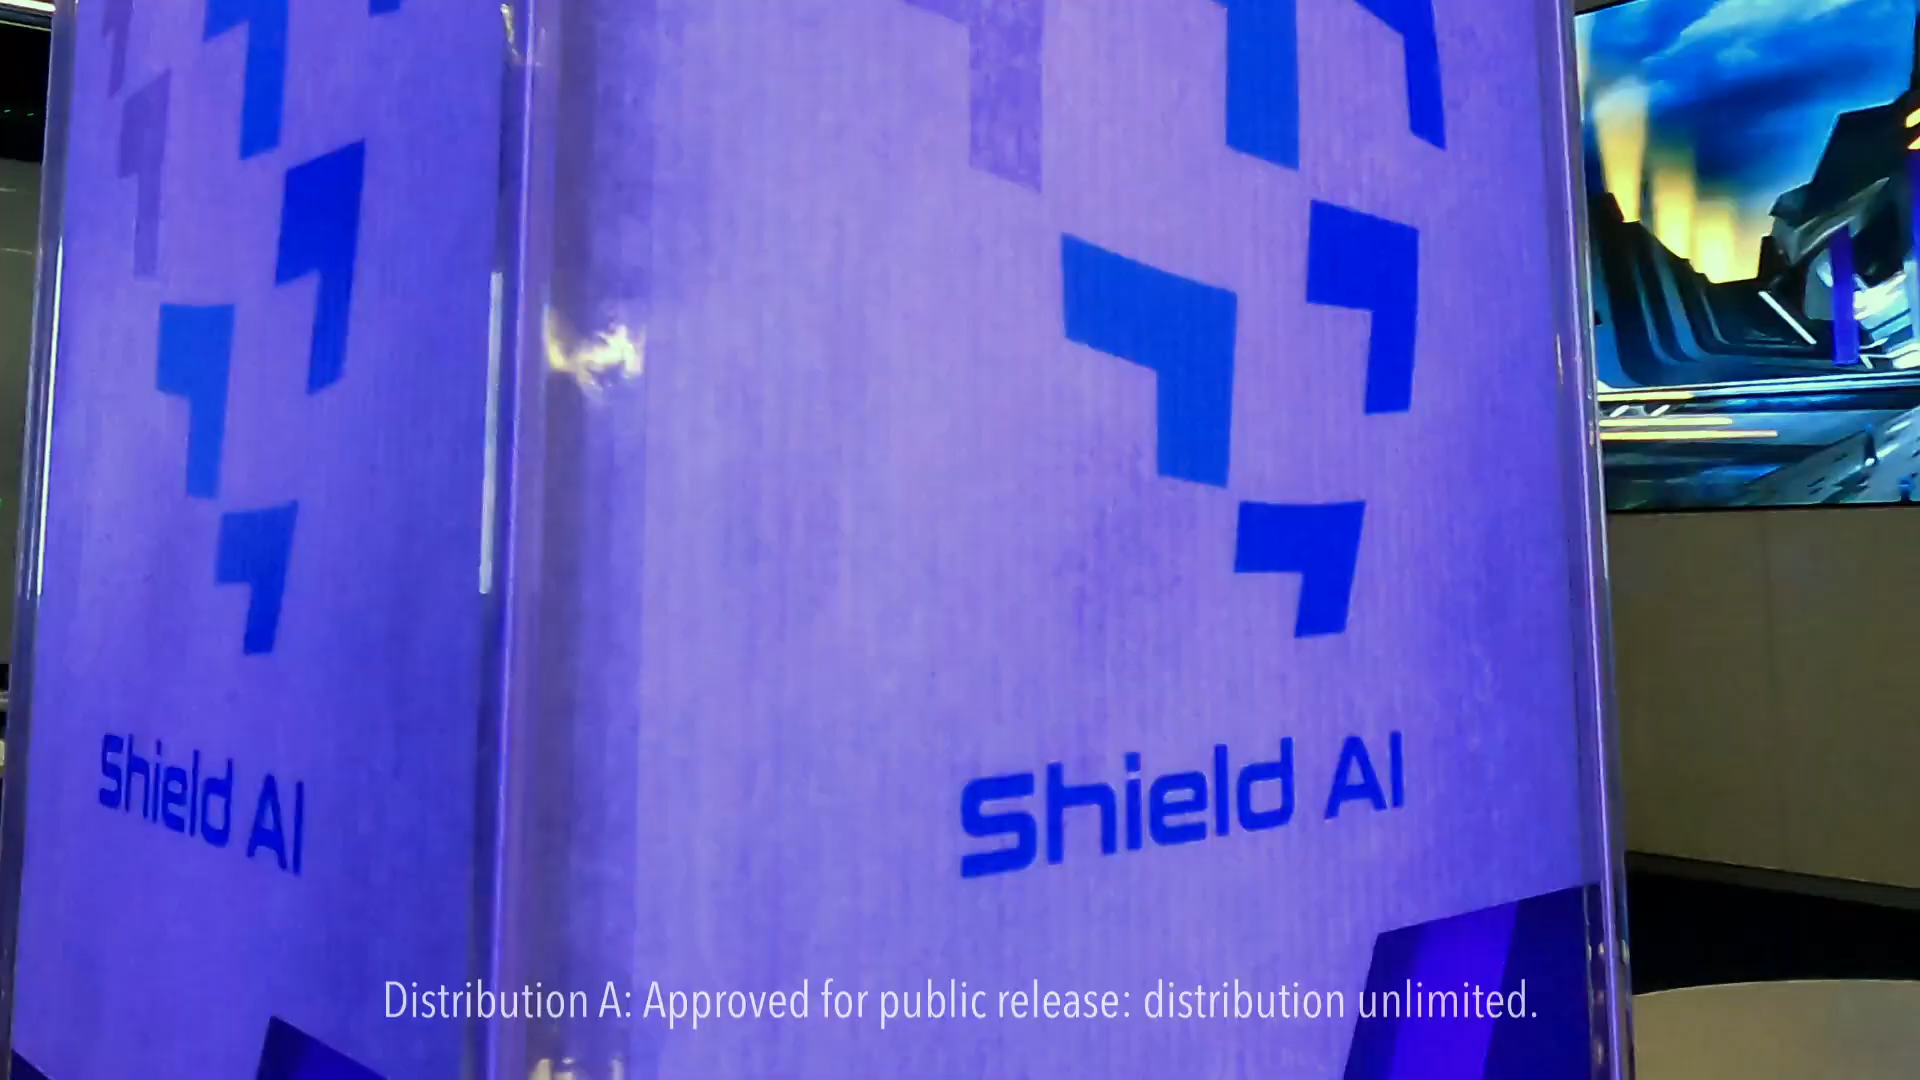 Shield AI
Shield AI
Distribution A: Approved for public release: distribution unlimited.